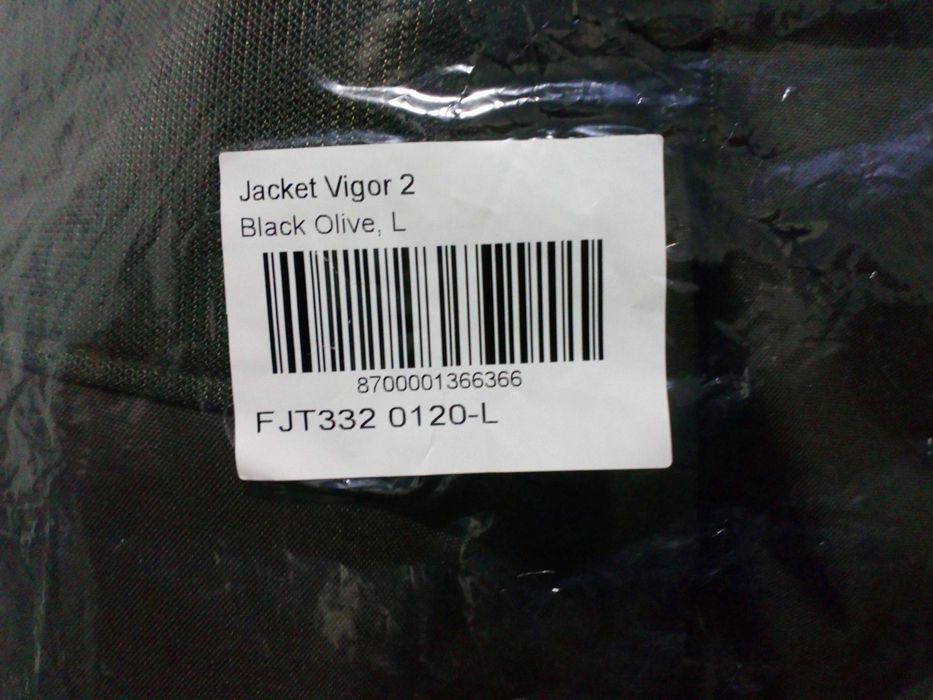 Jacket Vigor 2
Black Olive, L
8700001366366
FJT332 0120-L